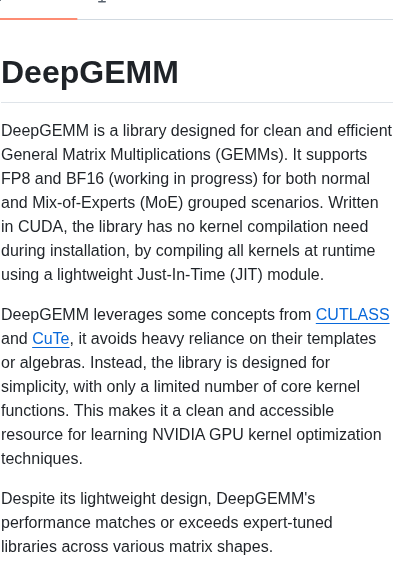 DeepGEMM
DeepGEMM is a library designed for clean and efficient
General Matrix Multiplications (GEMMs). It supports
FP8 and BF16 (working in progress) for both normal
and Mix-of-Experts (MoE) grouped scenarios. Written
in CUDA, the library has no kernel compilation need
during installation, by compiling all kernels at runtime
using a lightweight Just-In-Time (JIT) module.
DeepGEMM leverages some concepts from CUTLASS
and CuTe, it avoids heavy reliance on their templates
or algebras. Instead, the library is designed for
simplicity, with only a limited number of core kernel
functions. This makes it a clean and accessible
resource for learning NVIDIA GPU kernel optimization
techniques.
Despite its lightweight design, DeepGEMM's
performance matches or exceeds expert-tuned
libraries across various matrix shapes.